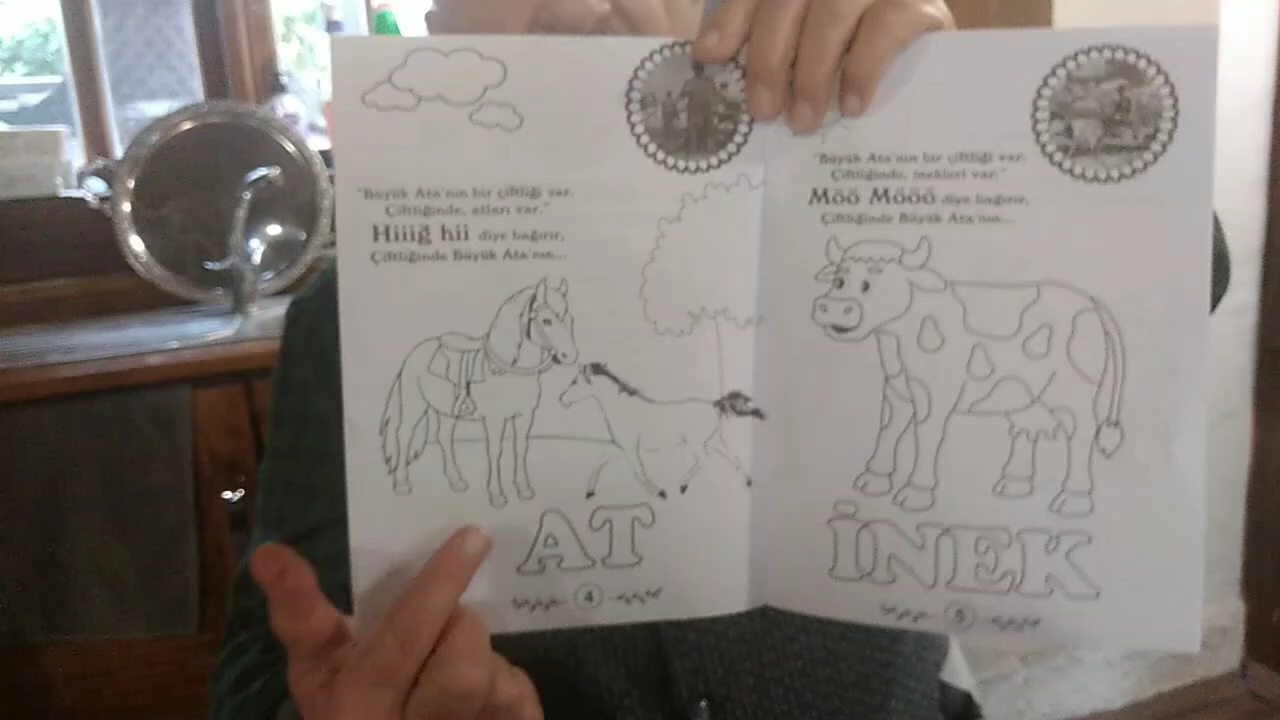 "Büyük Ata'nın bir çiftliği var.
Çiftliğinde, atları var."
Hiiiğ hii diye bağırır,
Çiftliğinde Büyük Ata'nın...
AT
4
"Büyük Ata'nın bir çiftliği var.
Çiftliğinde, inekleri var."
Möö Mööö diye bağırır,
Çiftliğinde Büyük Ata'nın...
İNEK
5